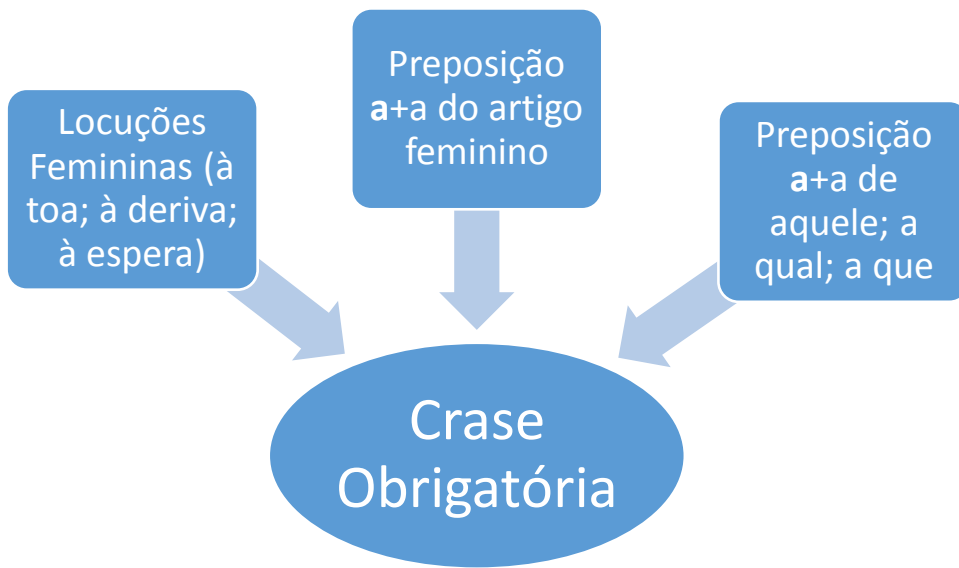 Locuções
Femininas (à
toa; à deriva;
à espera)
Preposição
a+a do artigo
feminino
Preposição
a+a de
aquele; a
qual; a que
Crase
Obrigatória